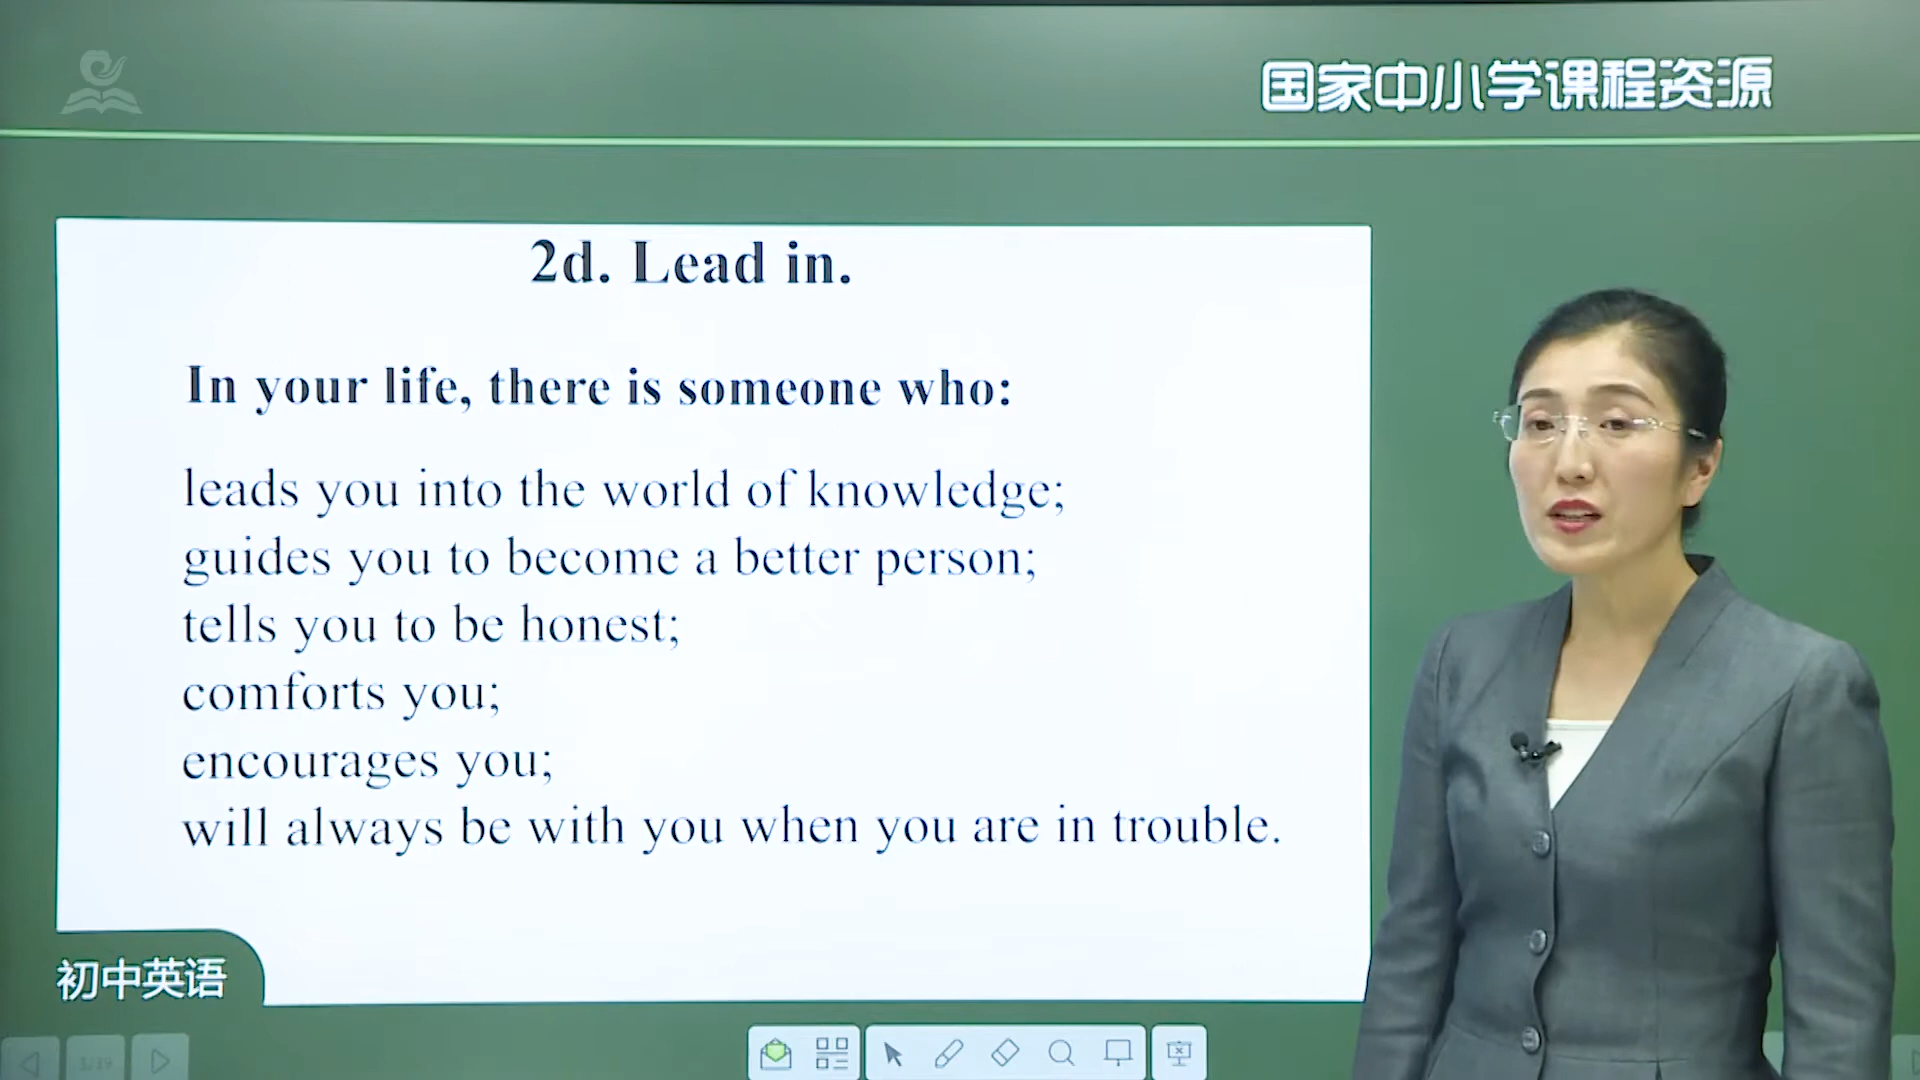 国家中小学课程资源
2d. Lead in.
In your life, there is someone who:
leads you into the world of knowledge;
guides you to become a better person;
tells you to be honest;
comforts you;
encourages you;
will always be with you when you are in trouble.
初中英语